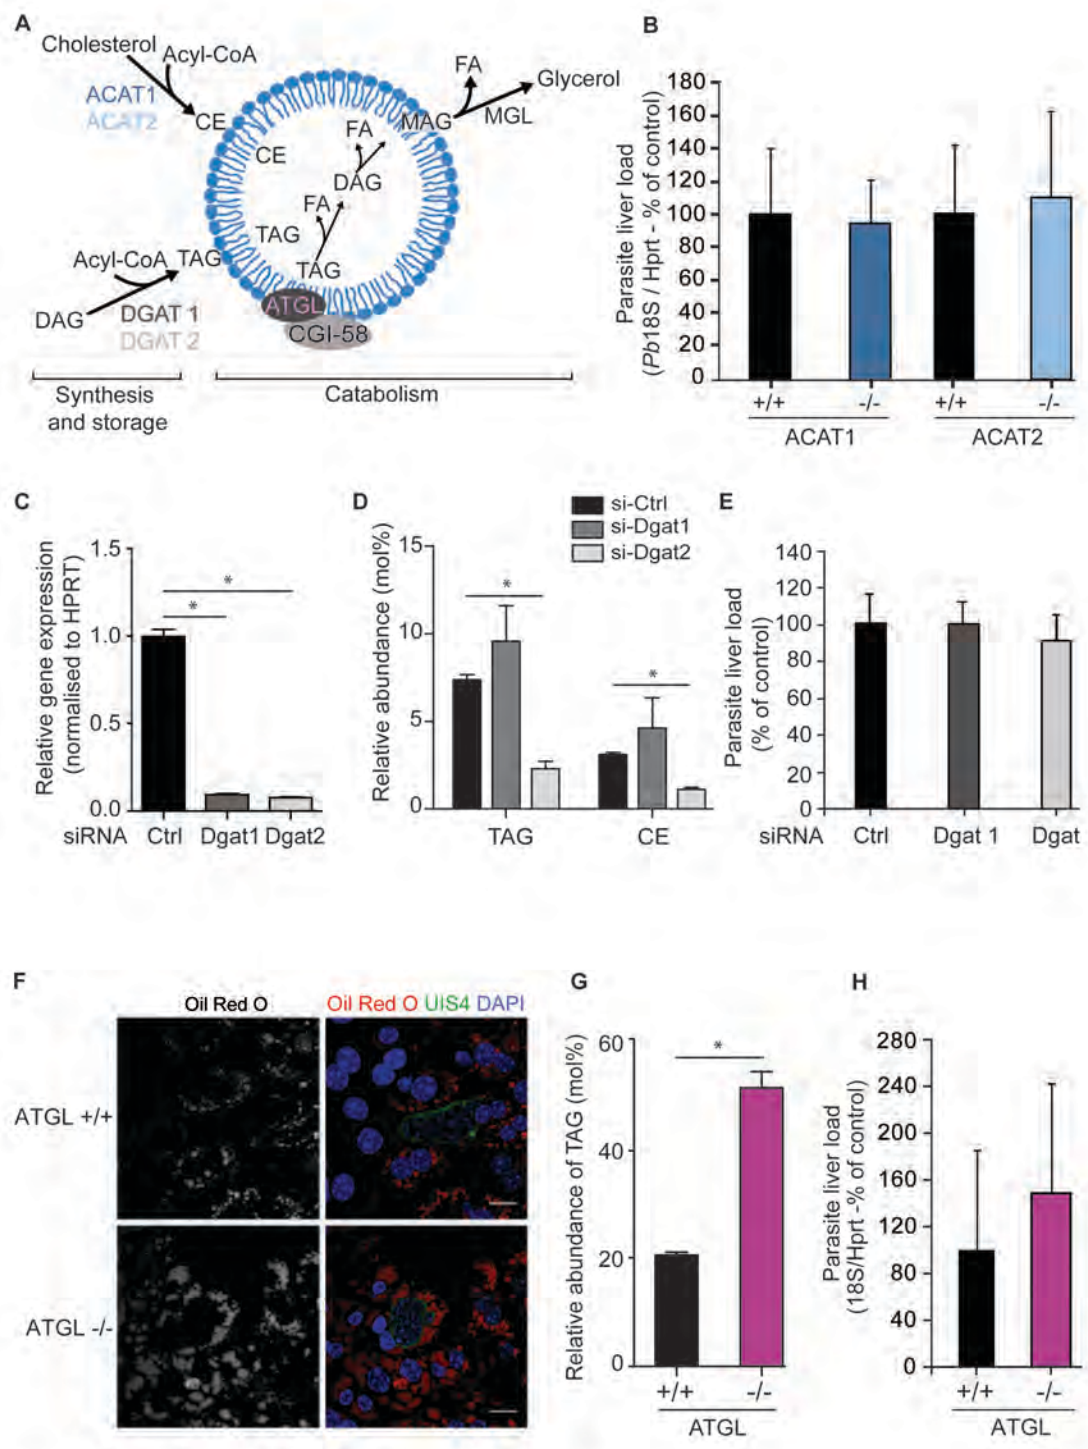 A
Cholesterol
Acyl-CoA
ACAT1
ACAT2
CE
CE
FA
Glycerol
MAG
MGL
FA
DAG
FA
TAG
TAG
Acyl-CoA
TAG
DAG
DGAT 1
DGAT 2
ATGL
CGI-58
Synthesis
and storage
Catabolism
B
Parasite liver load
(Pb18S / Hprt - % of control)
180
160
140
120
100
80
60
40
20
0
+/+
-/-
+/+
-/-
ACAT1
ACAT2
C
Relative gene expression
(normalised to HPRT)
1.5
1.0
0.5
0.0
*
*
siRNA
Ctrl
Dgat1
Dgat2
D
si-Ctrl
si-Dgat1
si-Dgat2
Relative abundance (mol%)
15
10
5
0
*
*
TAG
CE
E
Parasite liver load
(% of control)
140
120
100
80
60
40
20
0
siRNA
Ctrl
Dgat 1
Dgat
F
Oil Red O
Oil Red O UIS4 DAPI
ATGL +/+
ATGL -/-
G
Relative abundance of TAG (mol%)
60
40
20
0
*
+/+
-/-
ATGL
H
Parasite liver load
(18S/Hprt -% of control)
280
240
200
160
120
80
40
0
+/+
-/-
ATGL